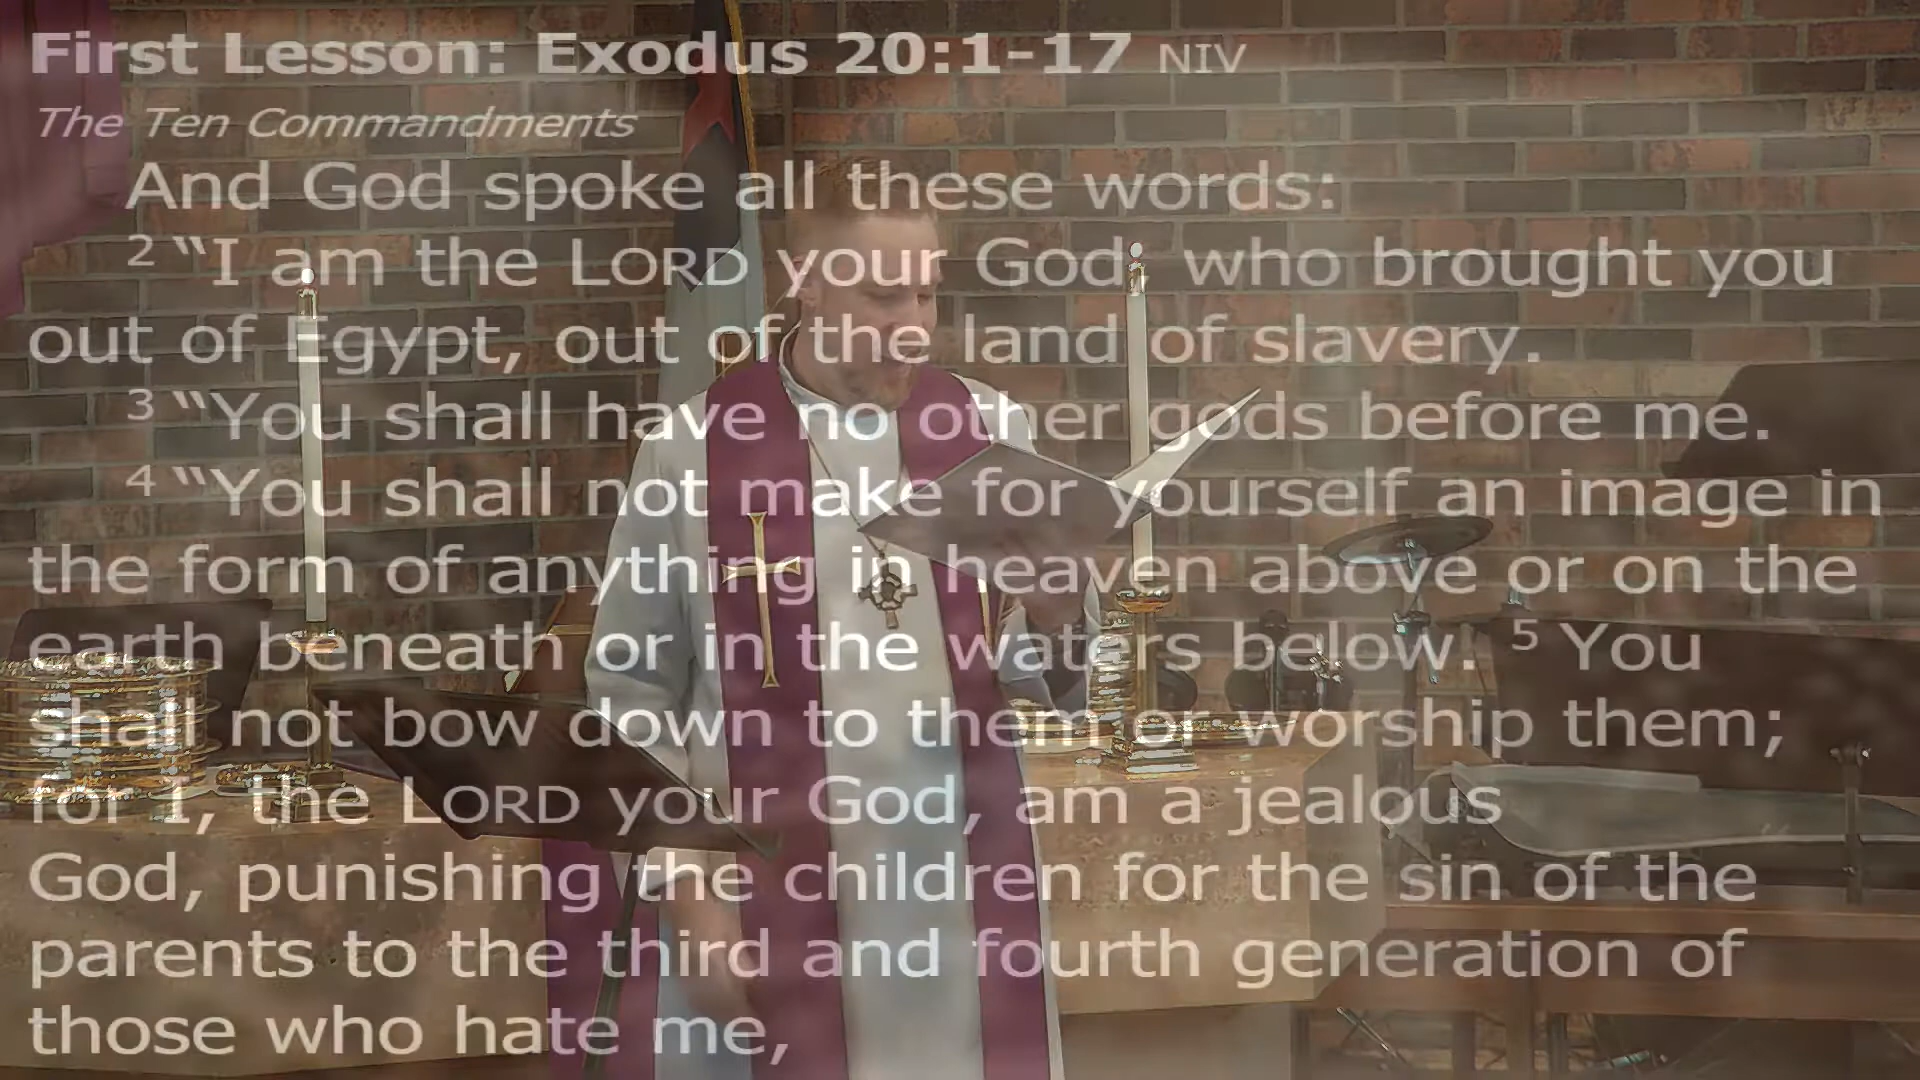 First Lesson: Exodus 20:1-17 NIV
The Ten Commandments
And God spoke all these words:
2 “I am the LORD your God, who brought you
out of Egypt, out of the land of slavery.
3 “You shall have no other gods before me.
4 “You shall not make for yourself an image in
the form of anything in heaven above or on the
earth beneath or in the waters below. 5 You
shall not bow down to them or worship them;
for I, the LORD your God, am a jealous
God, punishing the children for the sin of the
parents to the third and fourth generation of
those who hate me,